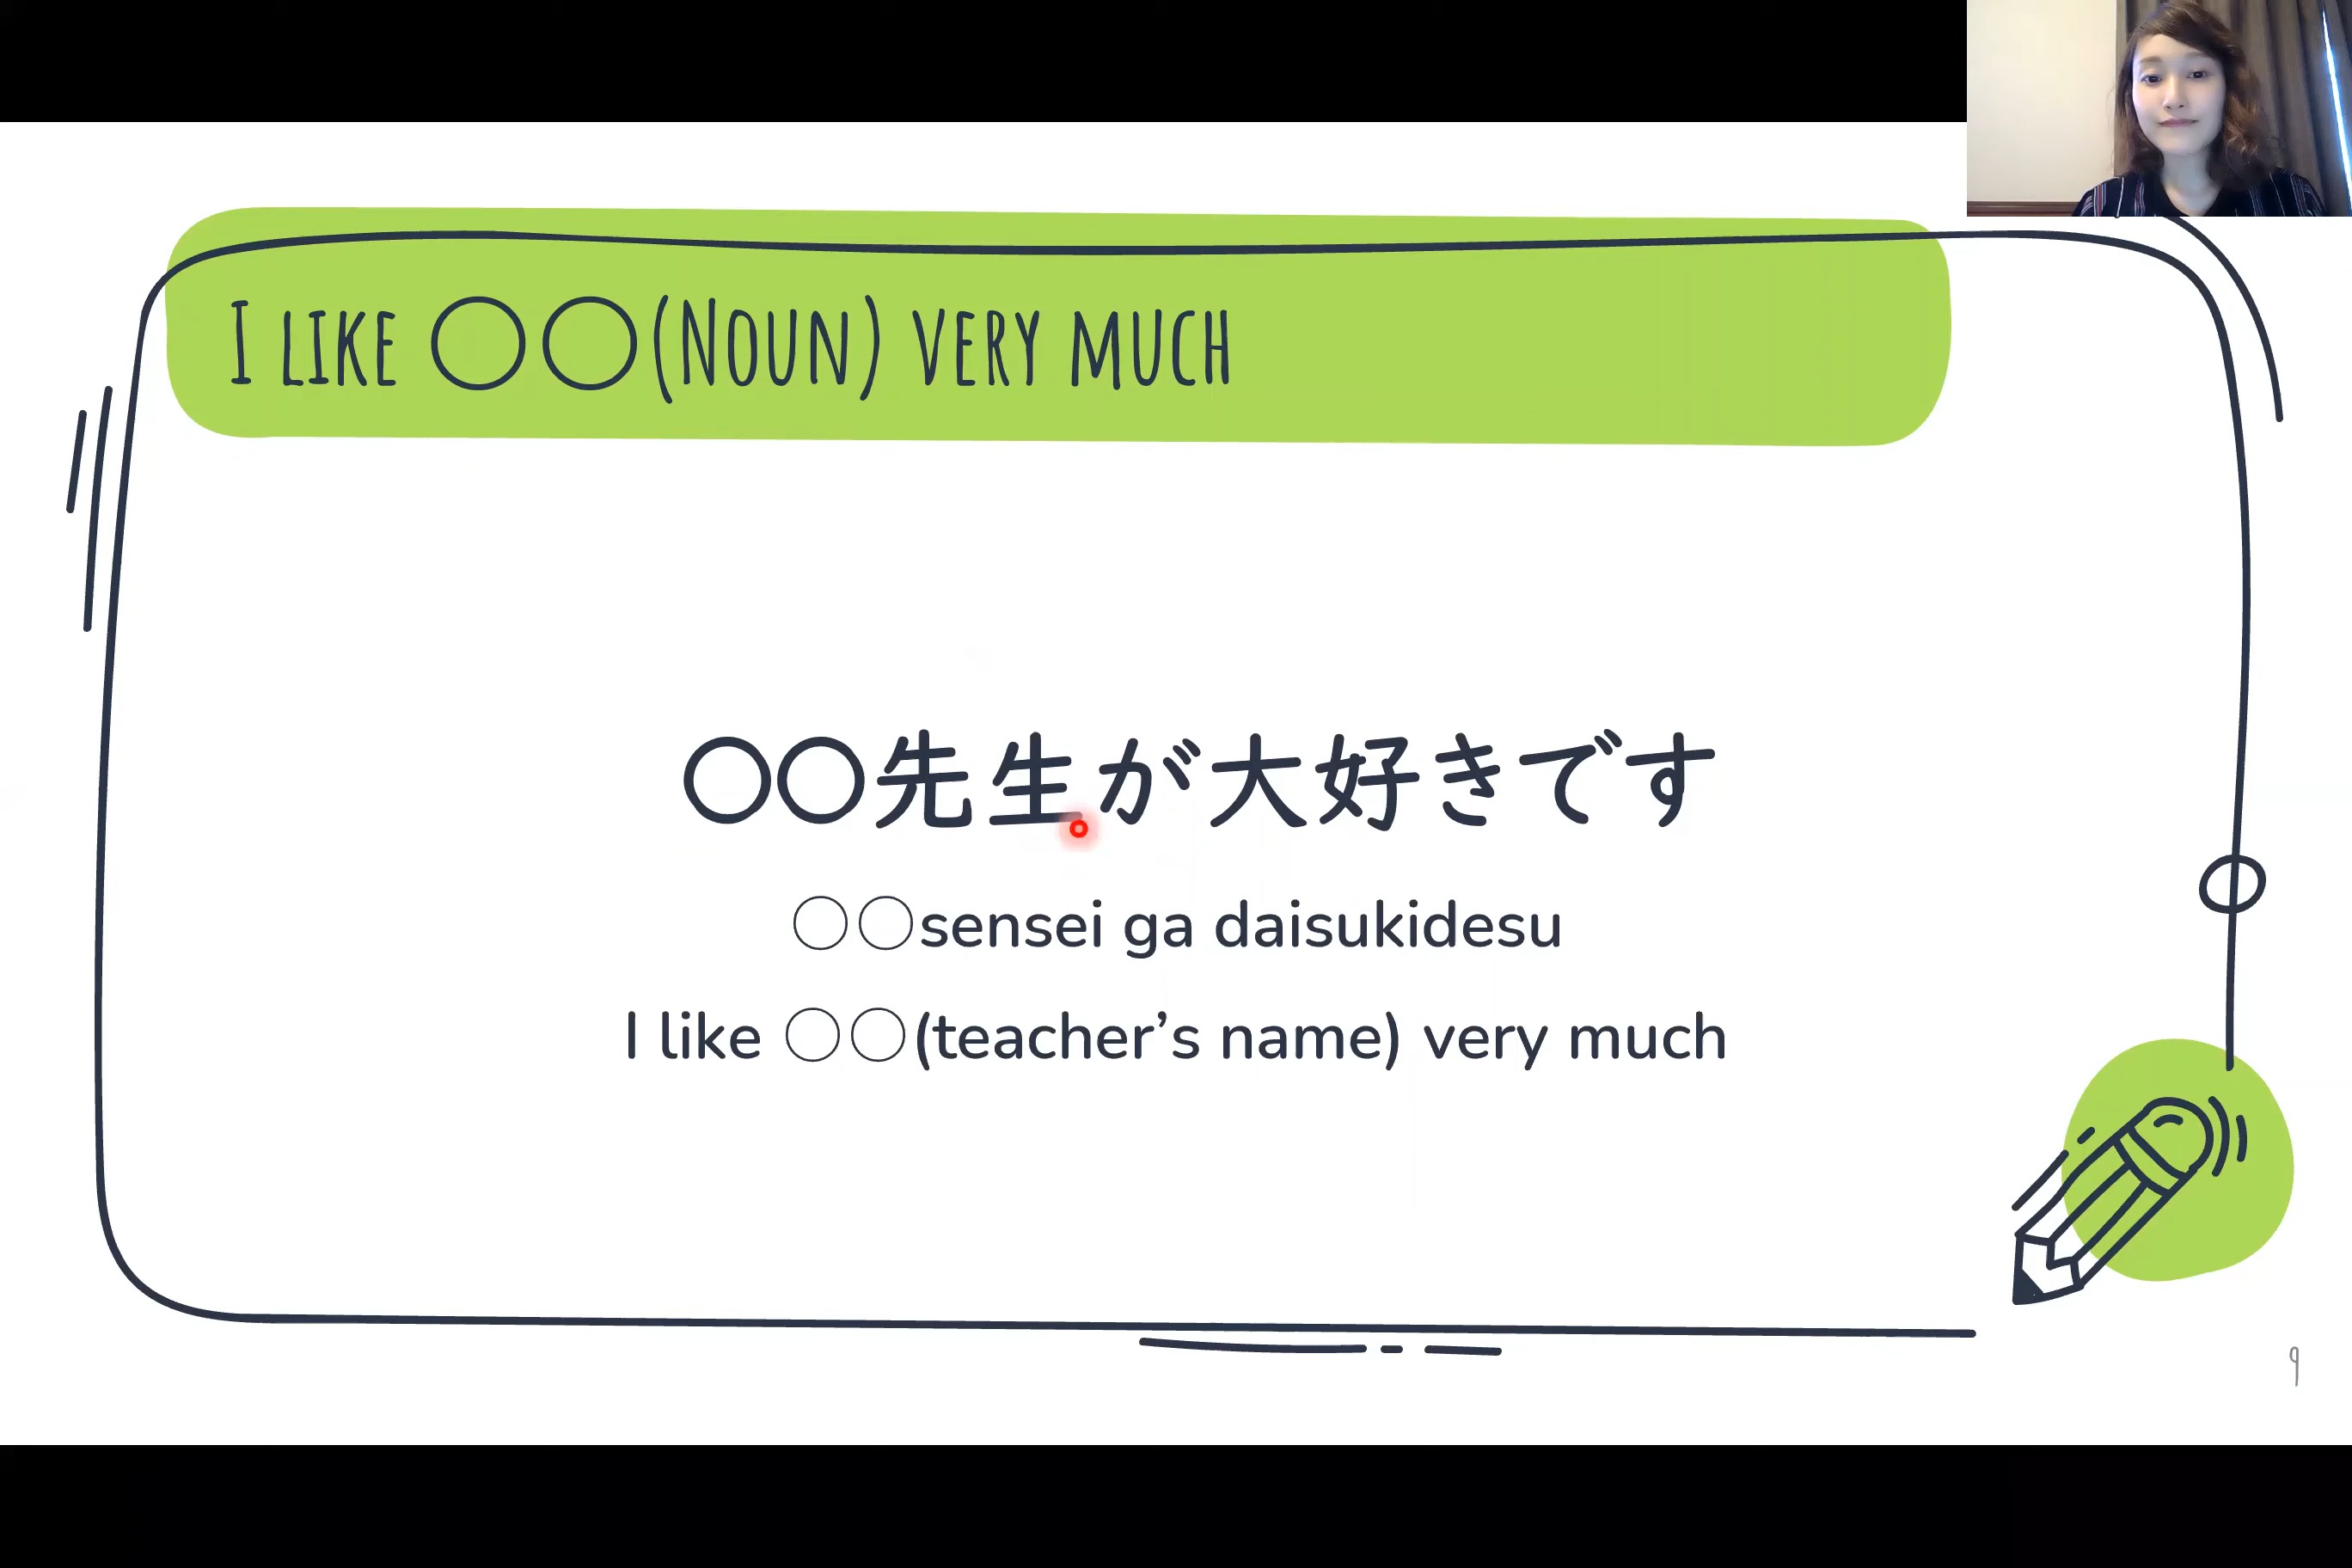 I like ○○(Noun) very much
○○先生が大好きです
○○sensei ga daisukidesu
I like ○○(teacher’s name) very much
9